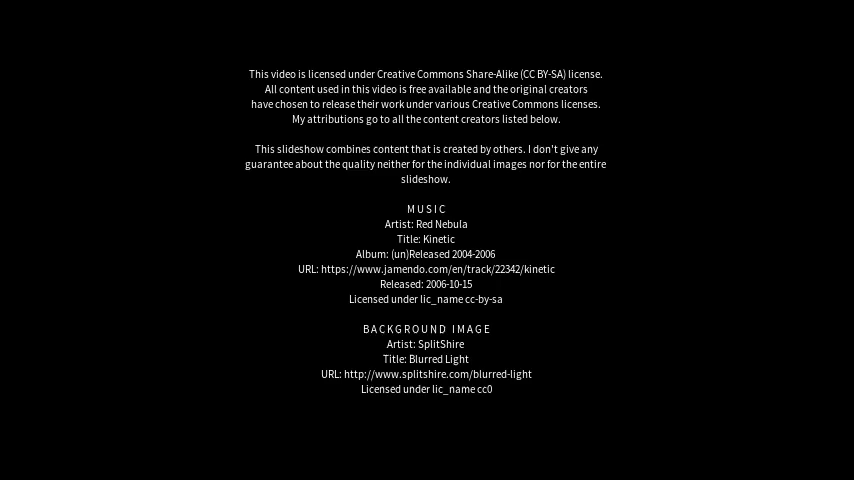 This video is licensed under Creative Commons Share-Alike (CC BY-SA) license.
All content used in this video is free available and the original creators
have chosen to release their work under various Creative Commons licenses.
My attributions go to all the content creators listed below.
This slideshow combines content that is created by others. I don't give any
guarantee about the quality neither for the individual images nor for the entire
slideshow.
MUSIC
Artist: Red Nebula
Title: Kinetic
Album: (un)Released 2004-2006
URL: https://www.jamendo.com/en/track/22342/kinetic
Released: 2006-10-15
Licensed under lic_name cc-by-sa
BACKGROUND IMAGE
Artist: SplitShire
Title: Blurred Light
URL: http://www.splitshire.com/blurred-light
Licensed under lic_name cc0